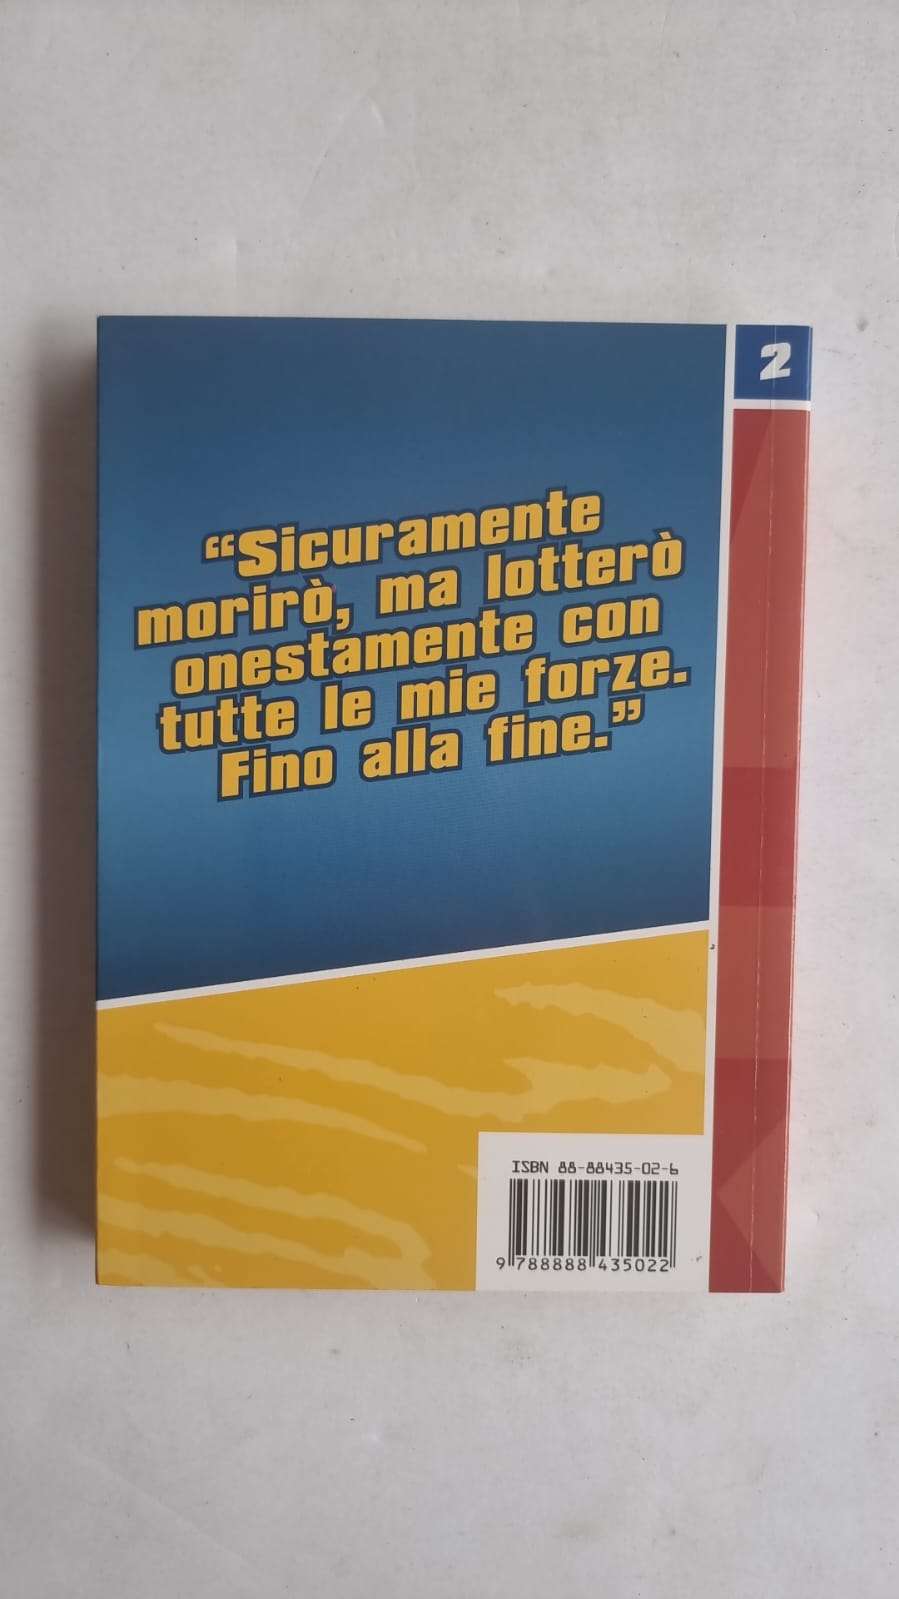 2
“Sicuramente
morirò, ma lotterò
onestamente con
tutte le mie forze.
Fino alla fine.”
ISBN 88-88435-02-6
9 788888 435022